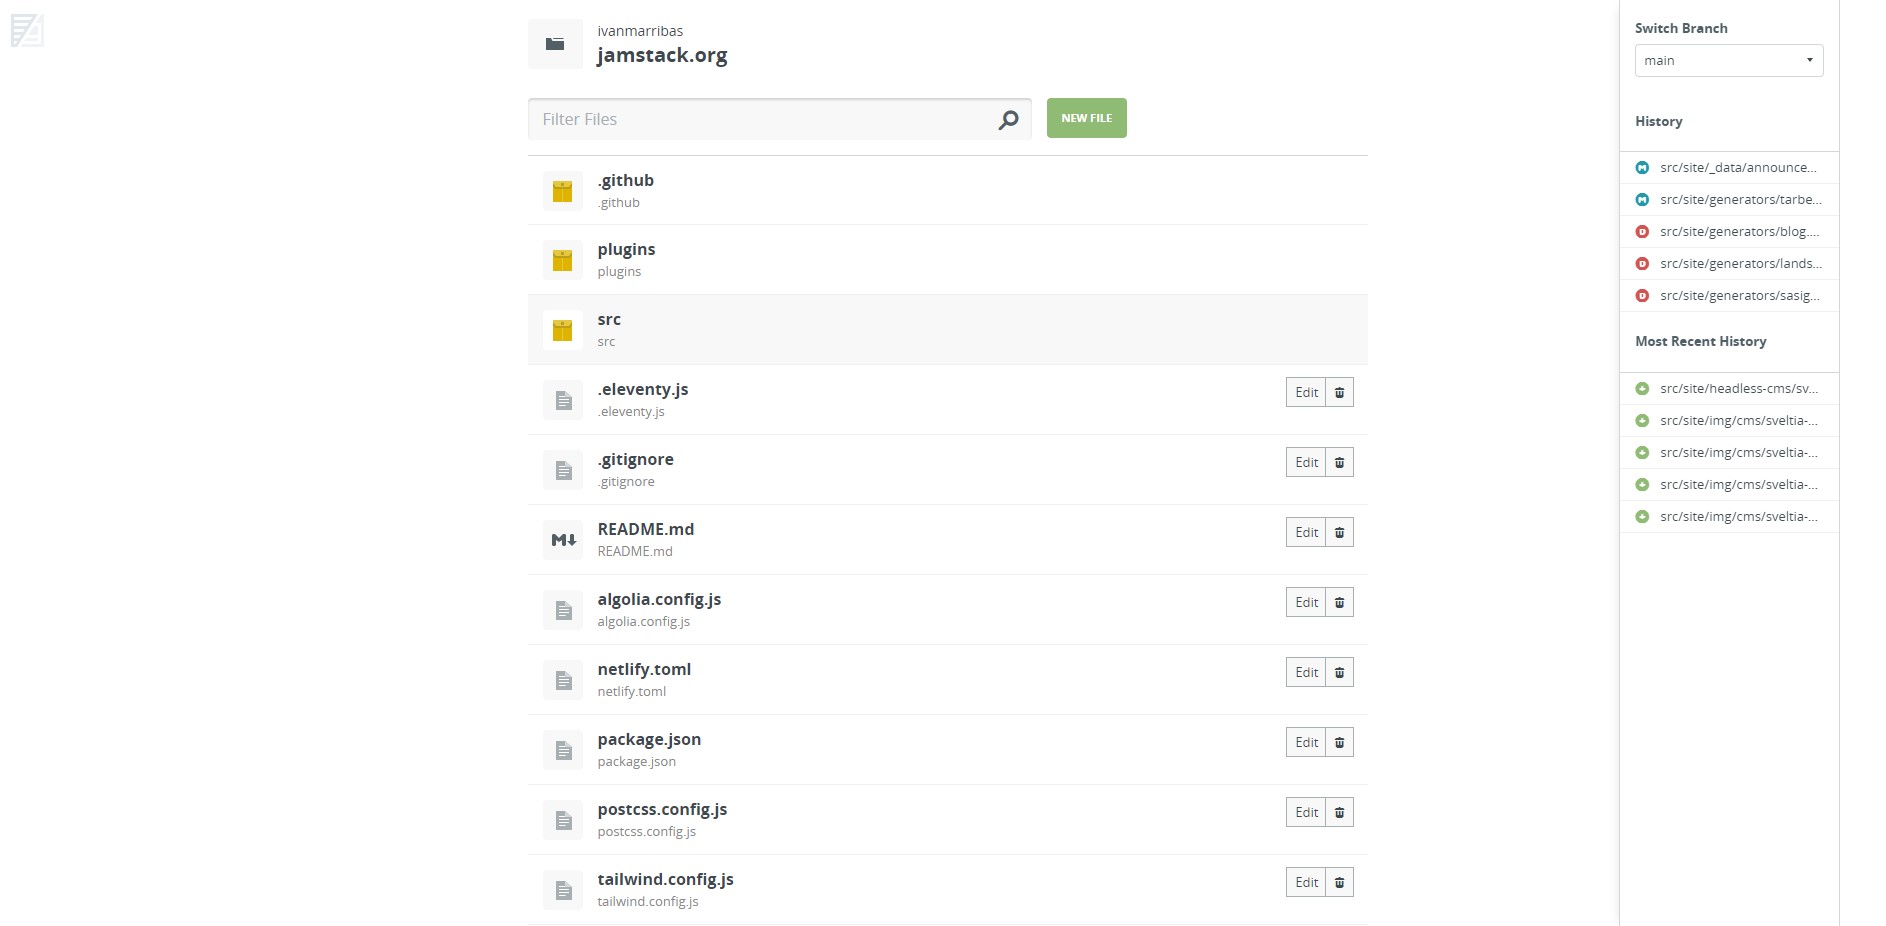 ivanmarribas
jamstack.org
Filter Files
NEW FILE
.github
.github
plugins
plugins
src
src
.eleventy.js
.eleventy.js
Edit
.gitignore
.gitignore
Edit
README.md
README.md
Edit
algolia.config.js
algolia.config.js
Edit
netlify.toml
netlify.toml
Edit
package.json
package.json
Edit
postcss.config.js
postcss.config.js
Edit
tailwind.config.js
tailwind.config.js
Edit
Switch Branch
main
History
src/site/_data/announce...
src/site/generators/tarbe...
src/site/generators/blog....
src/site/generators/lands...
src/site/generators/sasig...
Most Recent History
src/site/headless-cms/sv...
src/site/img/cms/sveltia-...
src/site/img/cms/sveltia-...
src/site/img/cms/sveltia-...
src/site/img/cms/sveltia-...